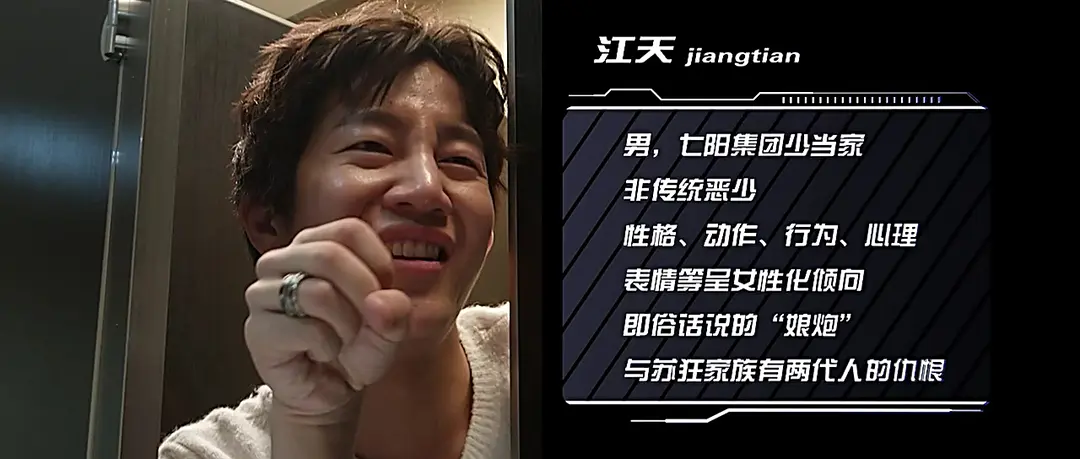 江天 jiangtian
男，七阳集团少当家
非传统恶少
性格、动作、行为、心理
表情等呈女性化倾向
即俗话说的“娘炮”
与苏狂家族有两代人的仇恨